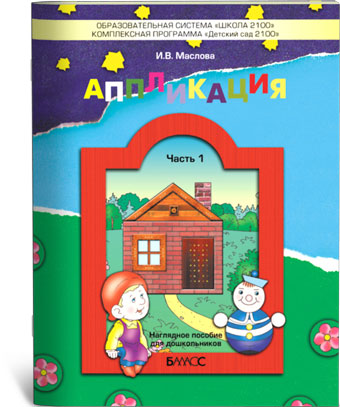 ОБРАЗОВАТЕЛЬНАЯ СИСТЕМА «ШКОЛА 2100»
КОМПЛЕКСНАЯ ПРОГРАММА «Детский сад 2100»
И.В. Маслова
АППЛИКАЦИЯ
Часть 1
Наглядное пособие
для дошкольников
БАЛАСС